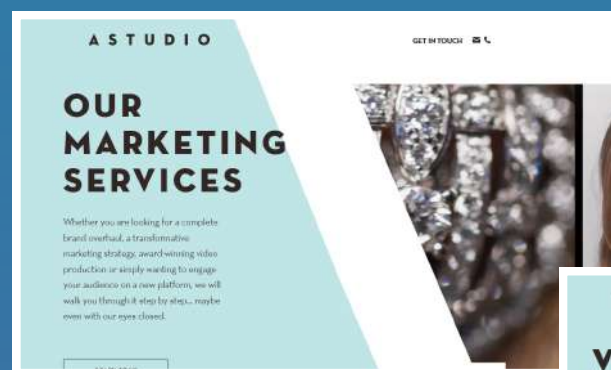 ASTUDIO
GET IN TOUCH
OUR
MARKETING
SERVICES
Whether you are looking for a complete
brand overhaul, a transformative
marketing strategy, award-winning video
production or simply wanting to engage
your audience on a new platform, we will
walk you through it step by step... maybe
even with our eyes closed.